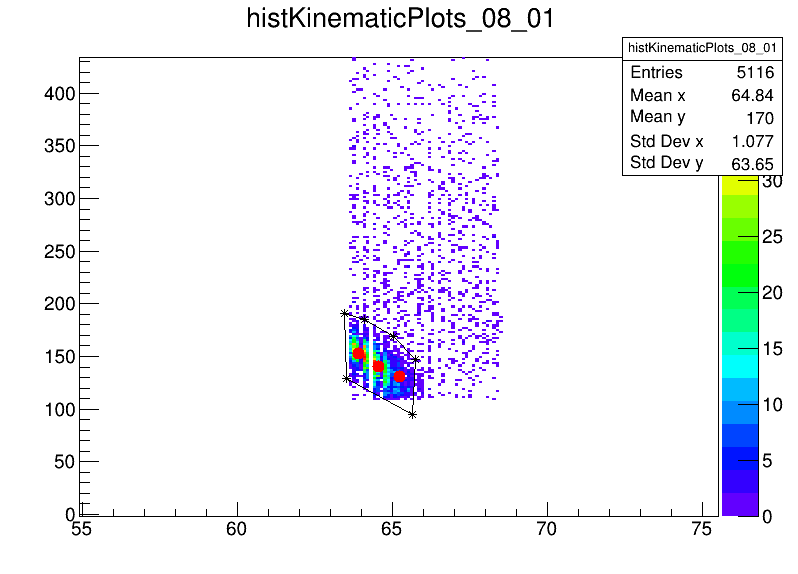 histKinematicPlots_08_01
histKinematicPlots_08_01
Entries 5116
Mean x 64.84
Mean y 170
Std Dev x 1.077
Std Dev y 63.65
400
350
300
250
200
150
100
50
0
55 60 65 70 75
30
25
20
15
10
5
0